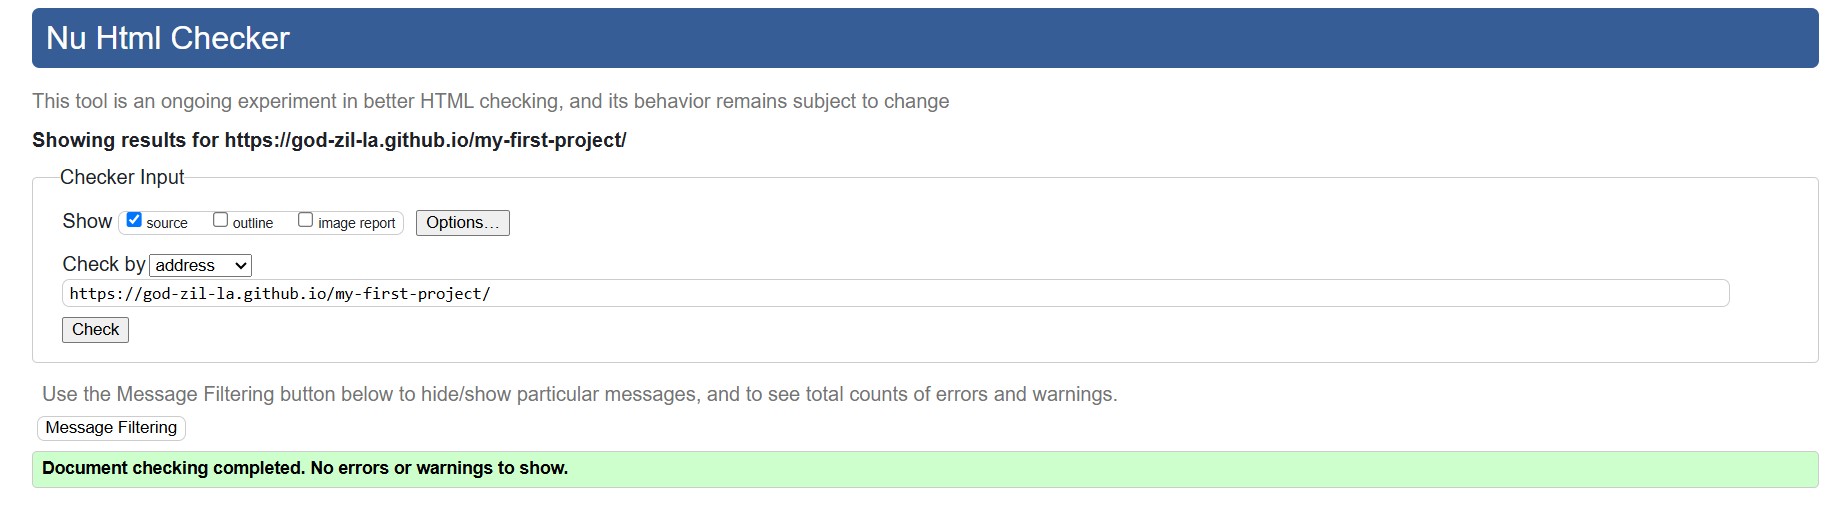 Nu Html Checker
This tool is an ongoing experiment in better HTML checking, and its behavior remains subject to change
Showing results for https://god-zil-la.github.io/my-first-project/
Checker Input
Show source outline image report Options…
Check by address
https://god-zil-la.github.io/my-first-project/
Check
Use the Message Filtering button below to hide/show particular messages, and to see total counts of errors and warnings.
Message Filtering
Document checking completed. No errors or warnings to show.